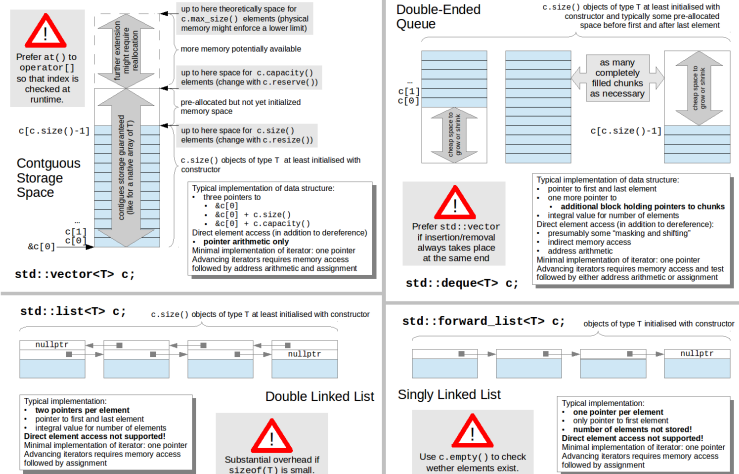 up to here theoretically space for
c.max_size() elements (physical
memory might enforce a lower limit)
more memory potentially available
up to here space for c.capacity()
elements (change with c.reserve())
pre-allocated but not yet initialized
memory space
up to here space for c.size()
elements (change with c.resize())
c.size() objects of type T at least initialised with
constructor
further extension
might require
reallocation
contigues storage guaranteed
(like for a native array of T)
Prefer at() to
operator[]
so that index is
checked at
runtime.
c[c.size()-1]
Contguous
Storage
Space
…
c[1]
c[0]
&c[0]
Typical implementation of data structure:
• three pointers to
• &c[0]
• &c[0] + c.size()
• &c[0] + c.capacity()
Direct element access (in addition to dereference):
• pointer arithmetic only
Minimal implementation of iterator: one pointer
Advancing iterators requires memory access
followed by address arithmetic and assignment
std::vector<T> c;
Double-Ended
Queue
c.size() objects of type T at least initialised with
constructor and typically some pre-allocated
space before first and after last element
…
c[1]
c[0]
cheap space to
grow or shrink
as many
completely
filled chunks
as necessary
cheap space to
grow or shrink
c[c.size()-1]
Prefer std::vector
if insertion/removal
always takes place
at the same end
Typical implementation of data structure:
• pointer to first and last element
• one more pointer to
• additional block holding pointers to chunks
• integral value for number of elements
Direct element access (in addition to dereference):
• presumably some "masking and shifting"
• indirect memory access
• address arithmetic
Minimal implementation of iterator: one pointer
Advancing iterators requires memory access and test
followed by either address arithmetic or assignment
std::deque<T> c;
std::list<T> c;
c.size() objects of type T at least initialised with constructor
nullptr
nullptr
Double Linked List
Typical implementation:
• two pointers per element
• pointer to first and last element
• integral value for number of elements
Direct element access not supported!
Minimal implementation of iterator: one pointer
Advancing iterators requires memory access
followed by assignment
Substantial overhead if
sizeof(T) is small.
std::forward_list<T> c;
objects of type T initialised with constructor
nullptr
Singly Linked List
Use c.empty() to check
wether elements exist.
Typical implementation:
• one pointer per element
• only pointer to first element
• number of elements not stored!
Direct element access not supported!
Minimal implementation of iterator: one pointer
Advancing iterators requires memory access
followed by assignment